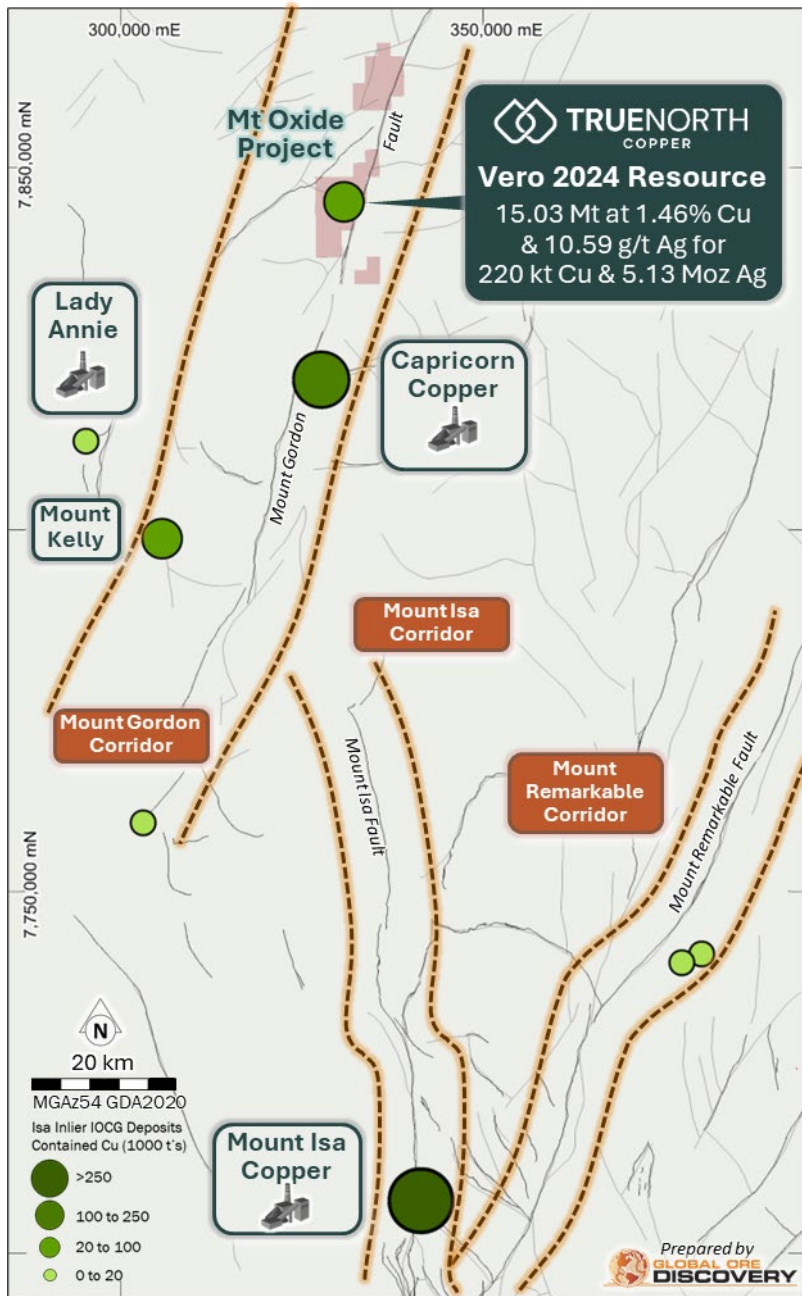 300,000 mE
350,000 mE
7,850,000 mN
Mt Oxide
Project
Fault
TRUENORTH
COPPER
Vero 2024 Resource
15.03 Mt at 1.46% Cu
& 10.59 g/t Ag for
220 kt Cu & 5.13 Moz Ag
Lady
Annie
Capricorn
Copper
Mount Gordon
Mount
Kelly
Mount Isa
Corridor
Mount Gordon
Corridor
Mount Isa Fault
Mount
Remarkable
Corridor
Mount Remarkable Fault
7,750,000 mN
N
20 km
MGAz54 GDA2020
Isa Inlier IOCG Deposits
Contained Cu (1000 t's)
>250
100 to 250
20 to 100
0 to 20
Mount Isa
Copper
Prepared by
GLOBAL ORE
DISCOVERY